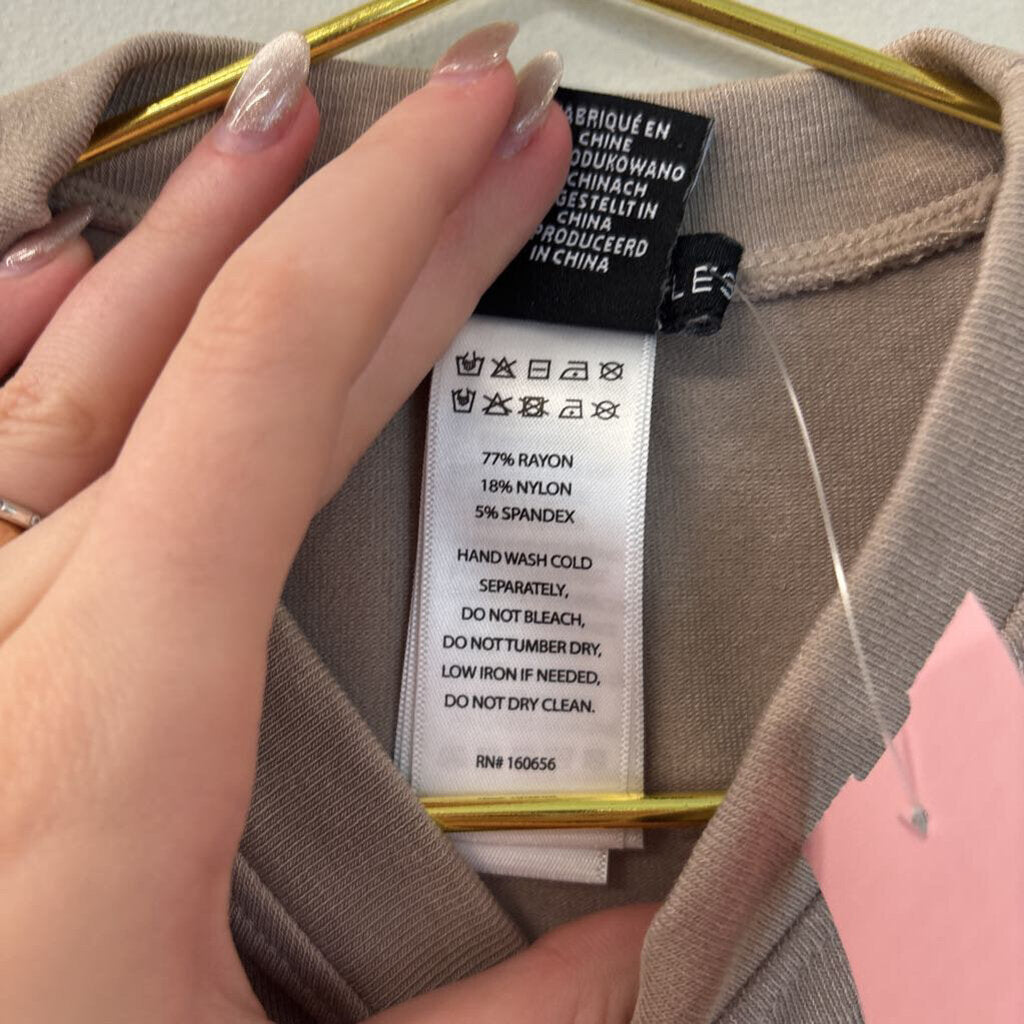 ABRIQUÉ EN
CHINE
ODUKOWANO
CHINACH
GESTELLT IN
CHINA
PRODUCEERD
IN CHINA
77% RAYON
18% NYLON
5% SPANDEX
HAND WASH COLD
SEPARATELY,
DO NOT BLEACH,
DO NOT TUMBER DRY,
LOW IRON IF NEEDED,
DO NOT DRY CLEAN.
RN# 160656